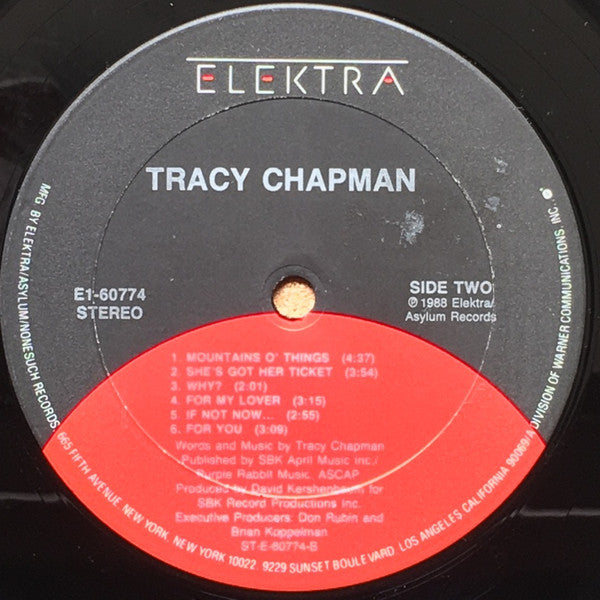 ELEKTRA
TRACY CHAPMAN
E1-60774
STEREO
SIDE TWO
℗ 1988 Elektra/
Asylum Records
1. MOUNTAINS O' THINGS (4:37)
2. SHE'S GOT HER TICKET (3:54)
3. WHY? (2:01)
4. FOR MY LOVER (3:15)
5. IF NOT NOW... (2:55)
6. FOR YOU (3:09)
Words and Music by Tracy Chapman
Published by SBK April Music Inc./
Purple Rabbit Music, ASCAP
Produced by David Kershenbaum for
SBK Record Productions Inc.
Executive Producers: Don Rubin and
Brian Koppelman
ST-E-60774-B
MFG. BY ELEKTRA/ASYLUM/NONESUCH RECORDS, 665 FIFTH AVENUE, NEW YORK, NEW YORK 10022. 9229 SUNSET BOULEVARD, LOS ANGELES, CALIFORNIA 90069/A DIVISION OF WARNER COMMUNICATIONS, INC.